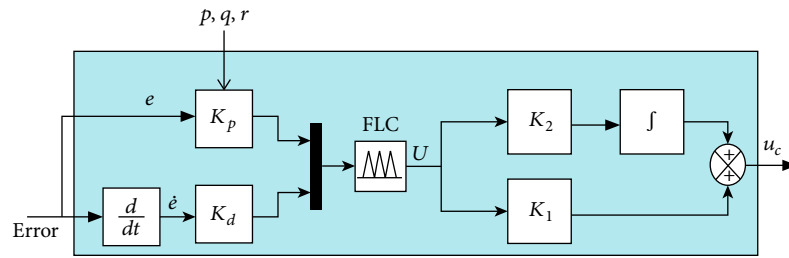 p, q, r
e
K_p
FLC
U
K_2
∫
u_c
+
+
Error
d/dt
ė
K_d
K_1